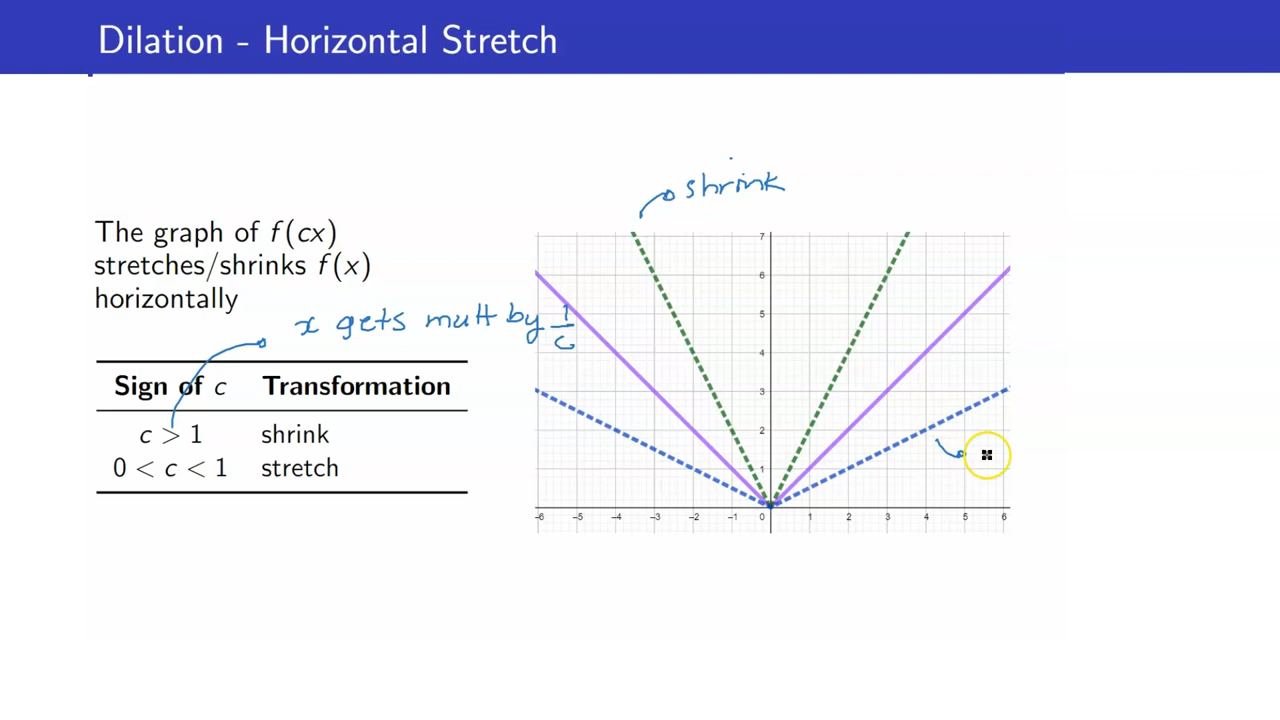 Dilation - Horizontal Stretch
shrink
The graph of f(cx)
stretches/shrinks f(x)
horizontally
x gets mult by 1/c
Sign of c Transformation
c > 1 shrink
0 < c < 1 stretch
7
6
5
4
3
2
1
-6 -5 -4 -3 -2 -1 0 1 2 3 4 5 6